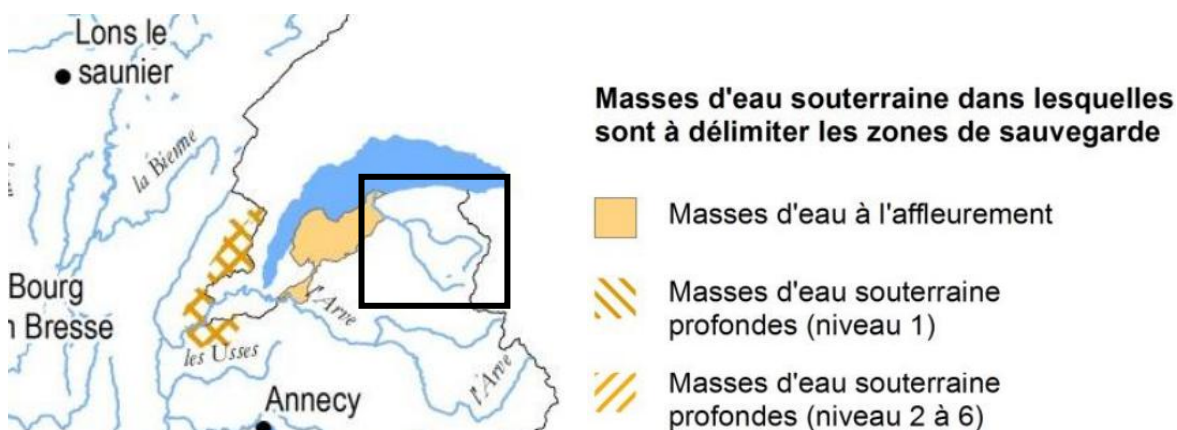 Lons le
saunier
la Bienne
Bourg
n Bresse
l'Arve
les Usses
l'Arve
Annecy
Masses d'eau souterraine dans lesquelles
sont à délimiter les zones de sauvegarde
Masses d'eau à l'affleurement
Masses d'eau souterraine
profondes (niveau 1)
Masses d'eau souterraine
profondes (niveau 2 à 6)